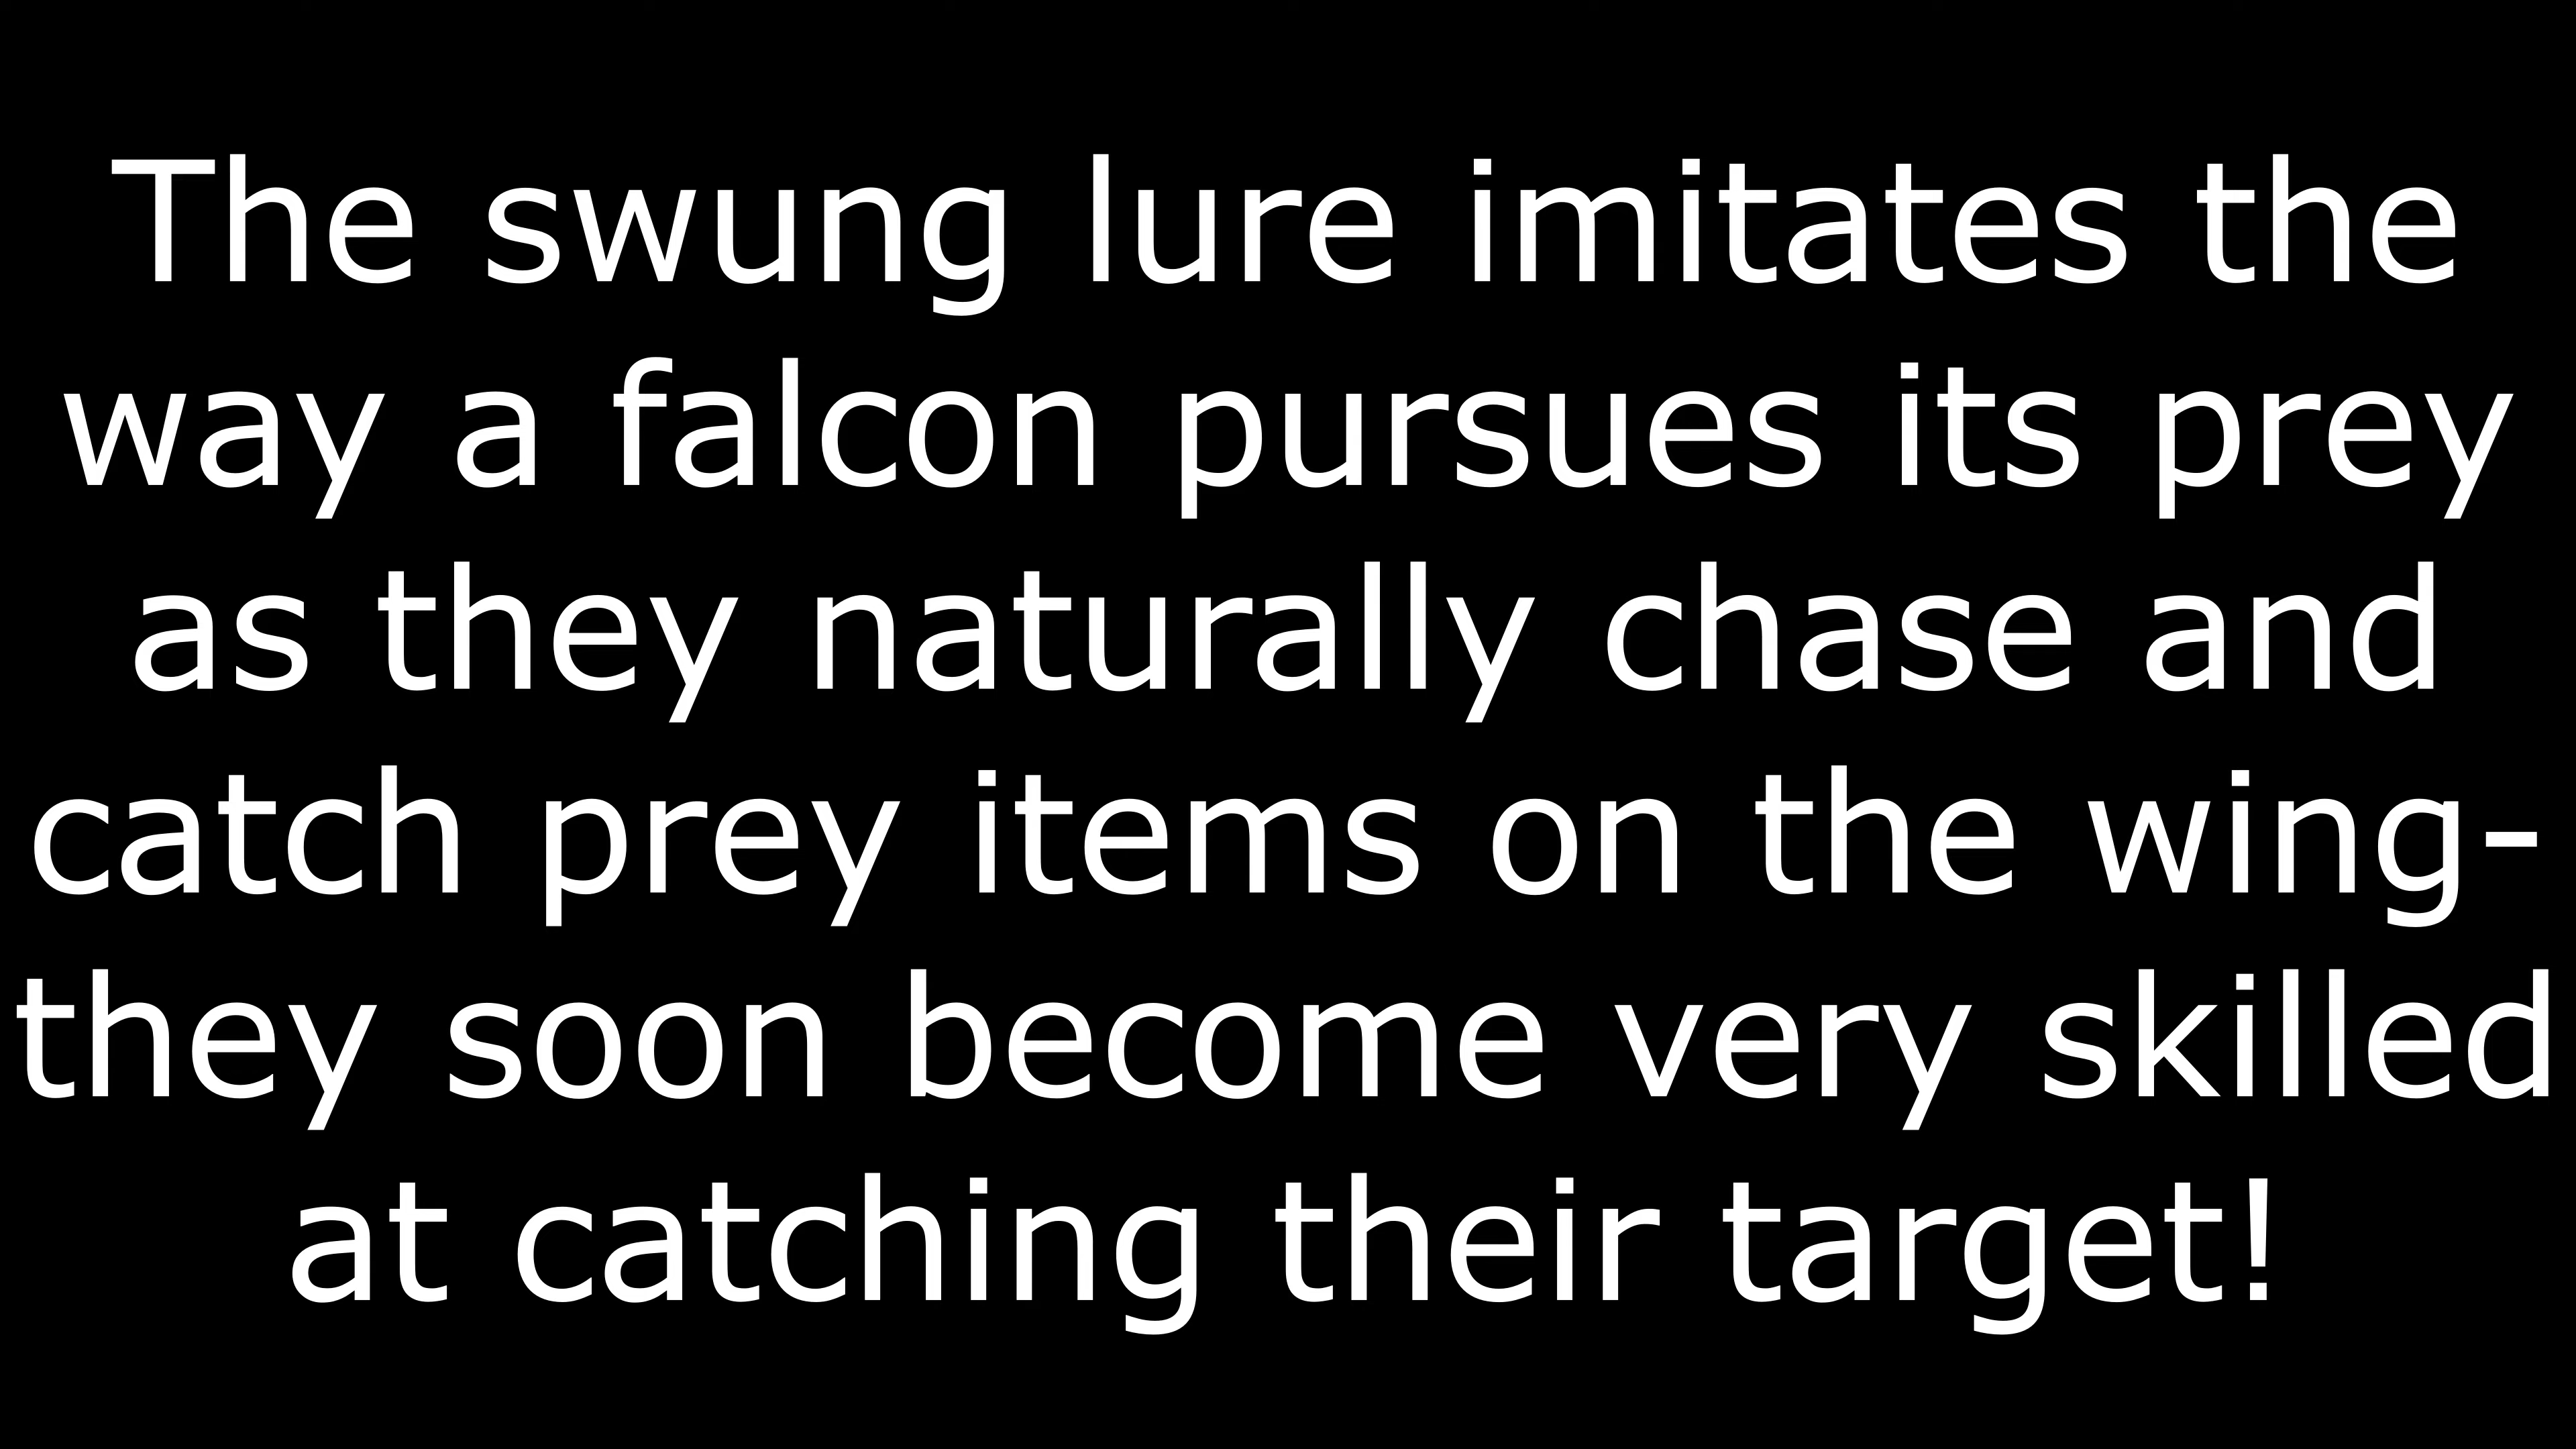 The swung lure imitates the
way a falcon pursues its prey
as they naturally chase and
catch prey items on the wing-
they soon become very skilled
at catching their target!